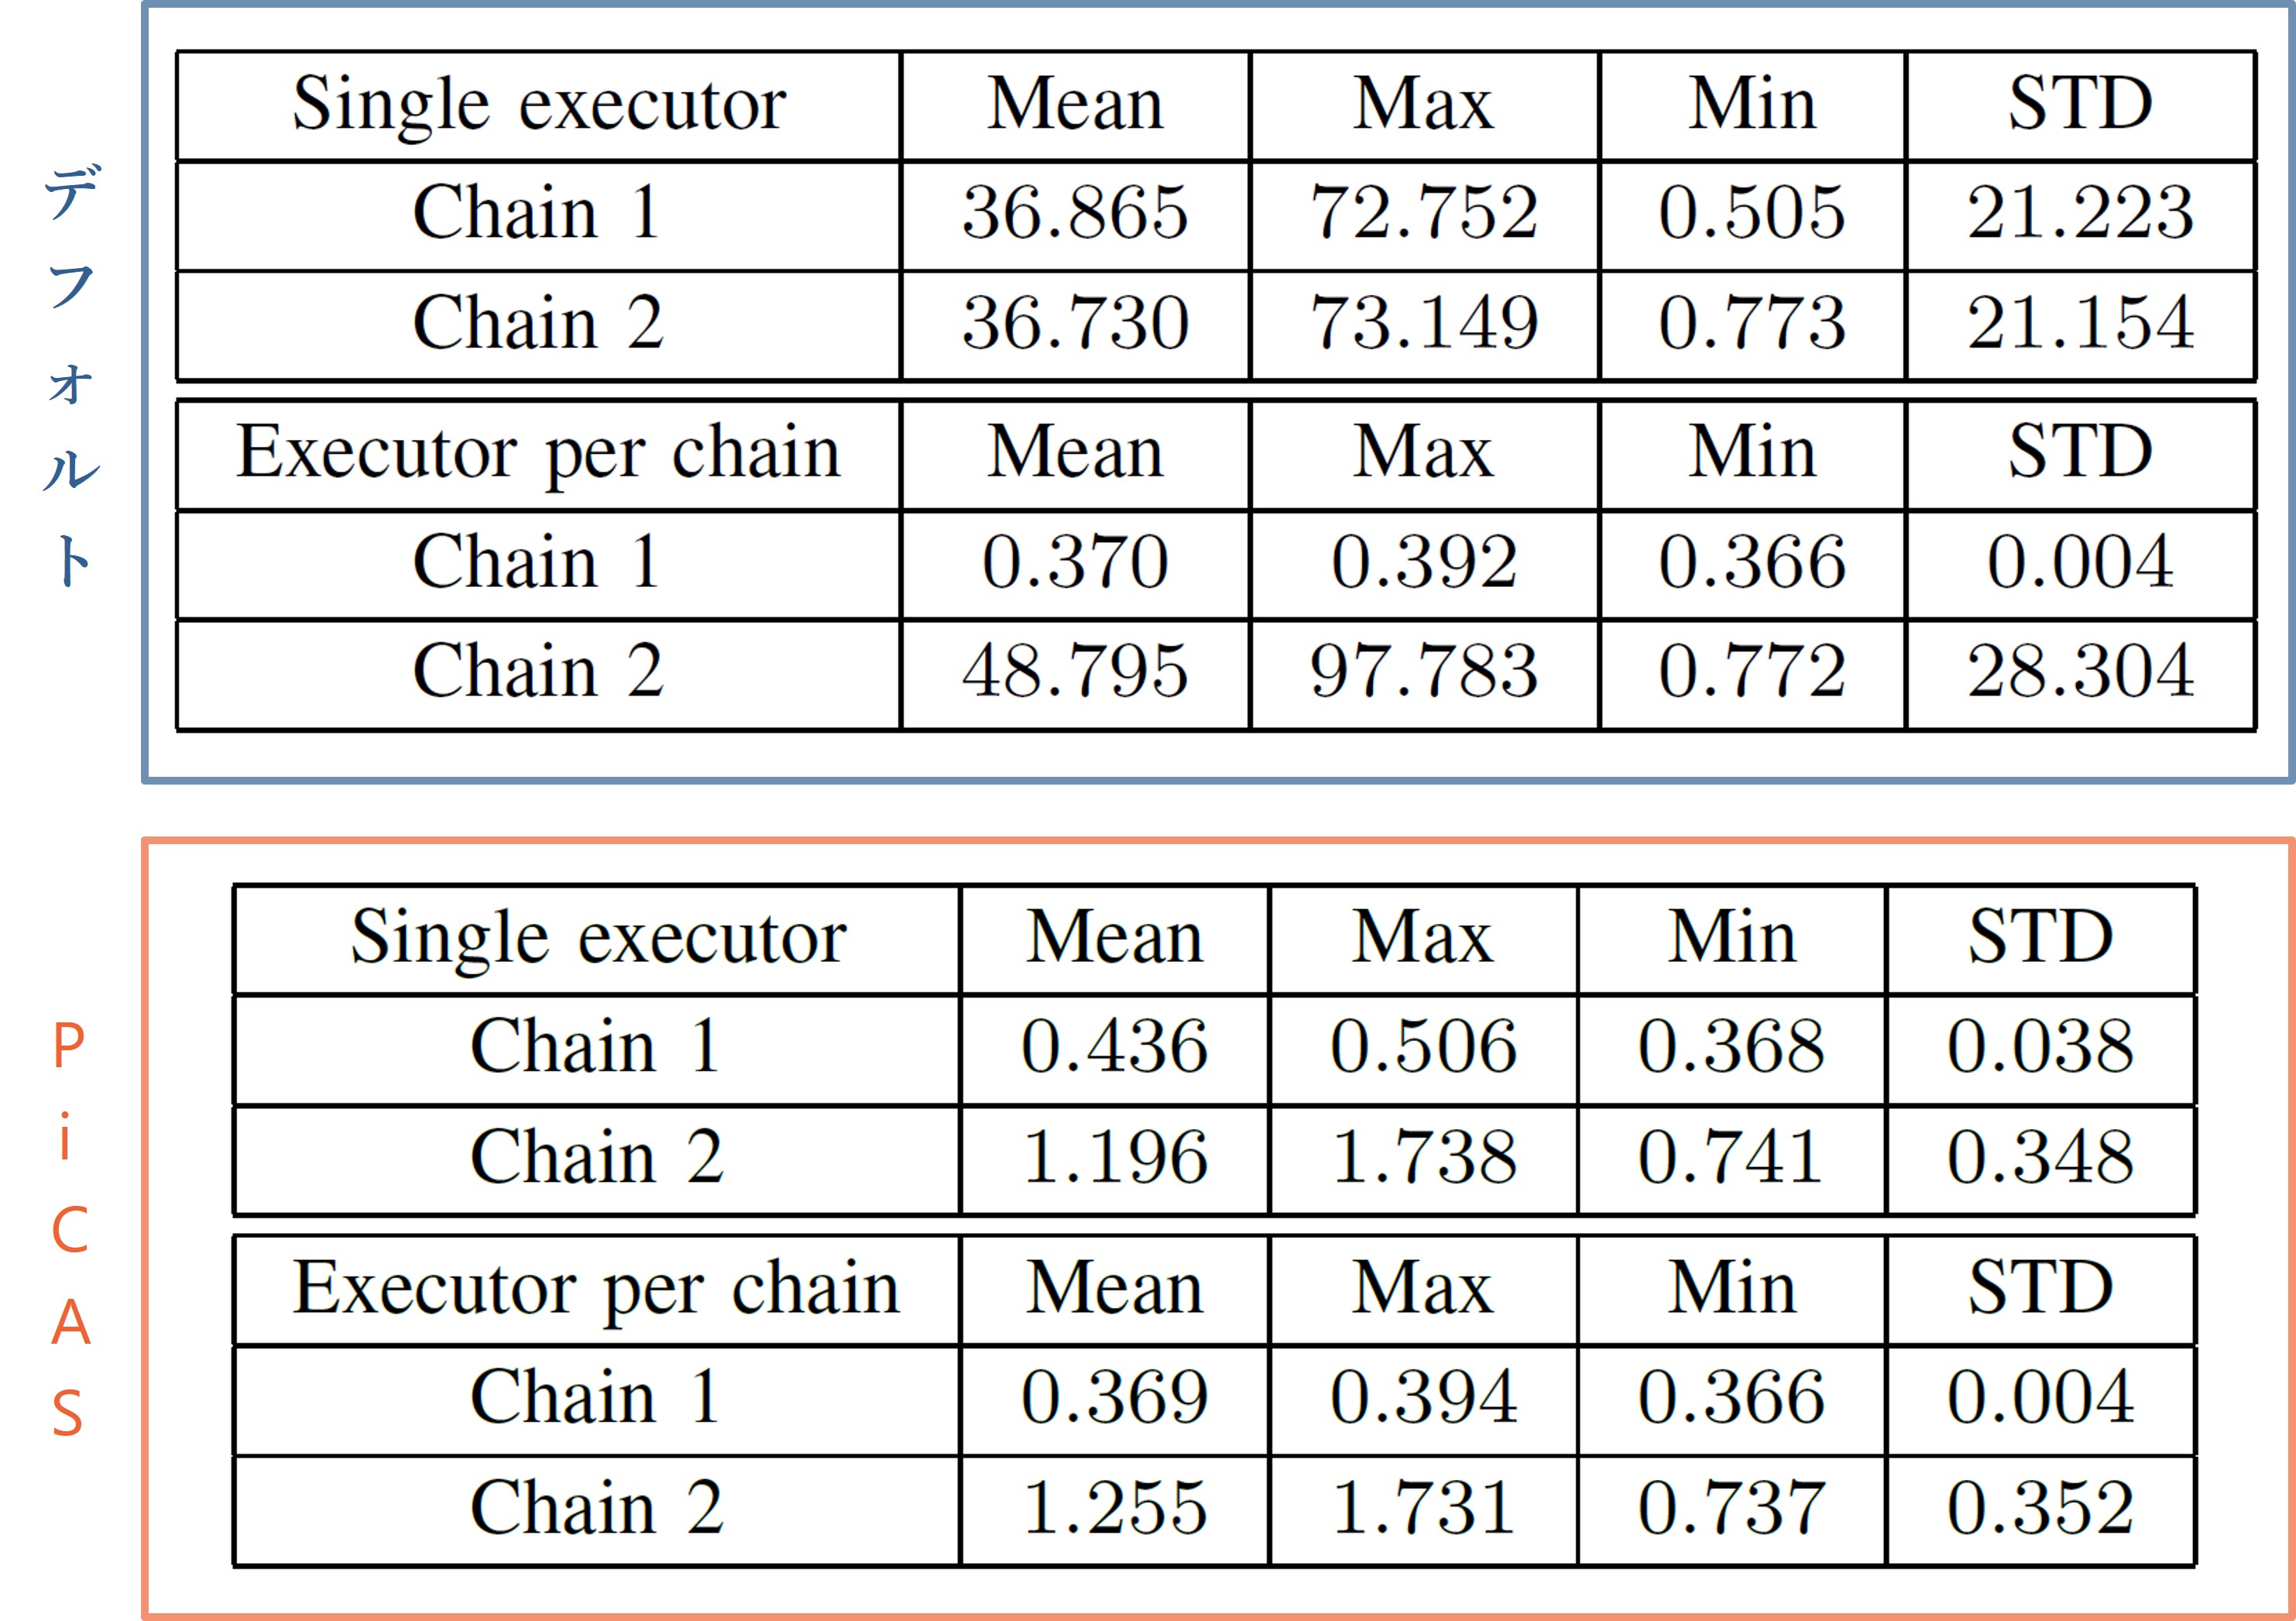 デフォルト
Single executor Mean Max Min STD
Chain 1 36.865 72.752 0.505 21.223
Chain 2 36.730 73.149 0.773 21.154
Executor per chain Mean Max Min STD
Chain 1 0.370 0.392 0.366 0.004
Chain 2 48.795 97.783 0.772 28.304
PiCAS
Single executor Mean Max Min STD
Chain 1 0.436 0.506 0.368 0.038
Chain 2 1.196 1.738 0.741 0.348
Executor per chain Mean Max Min STD
Chain 1 0.369 0.394 0.366 0.004
Chain 2 1.255 1.731 0.737 0.352